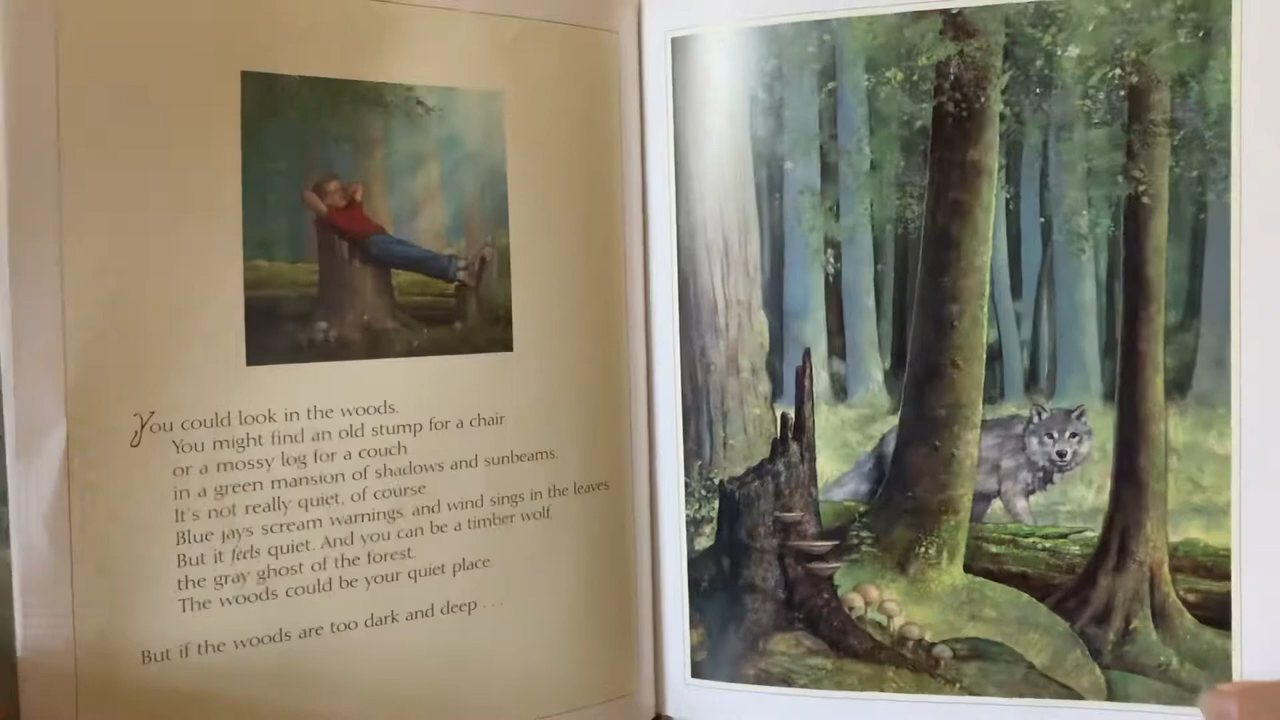 You could look in the woods.
You might find an old stump for a chair
or a mossy log for a couch
in a green mansion of shadows and sunbeams.
It's not really quiet, of course
Blue jays scream warnings and wind sings in the leaves
But it feels quiet. And you can be a timber wolf,
the gray ghost of the forest.
The woods could be your quiet place
But if the woods are too dark and deep . . .